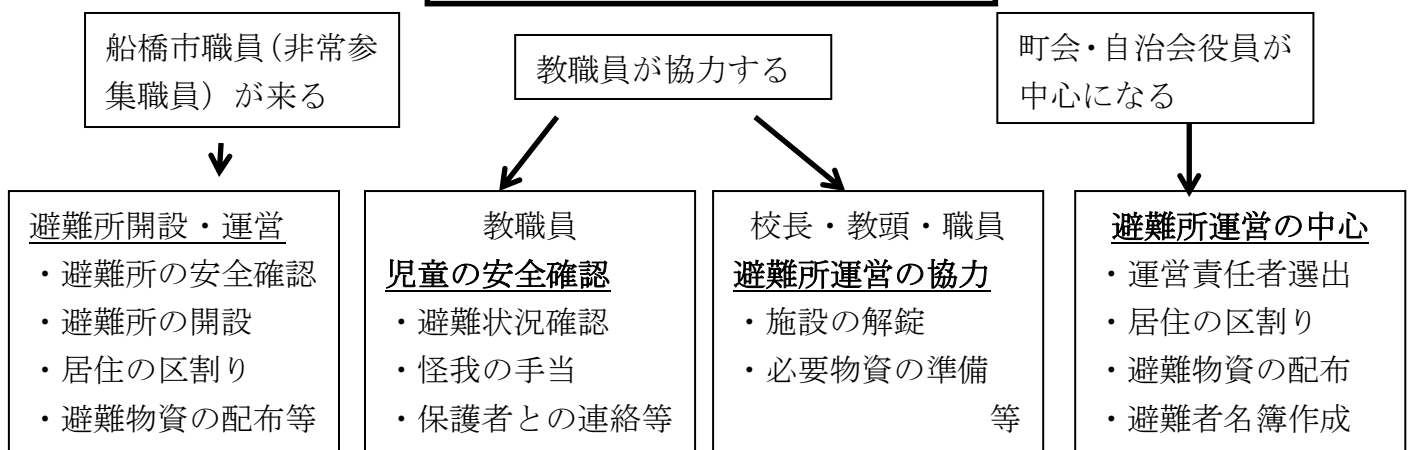 船橋市職員（非常参
集職員）が来る
教職員が協力する
町会・自治会役員が
中心になる
避難所開設・運営
・避難所の安全確認
・避難所の開設
・居住の区割り
・避難物資の配布等
教職員
児童の安全確認
・避難状況確認
・怪我の手当
・保護者との連絡等
校長・教頭・職員
避難所運営の協力
・施設の解錠
・必要物資の準備
等
避難所運営の中心
・運営責任者選出
・居住の区割り
・避難物資の配布
・避難者名簿作成